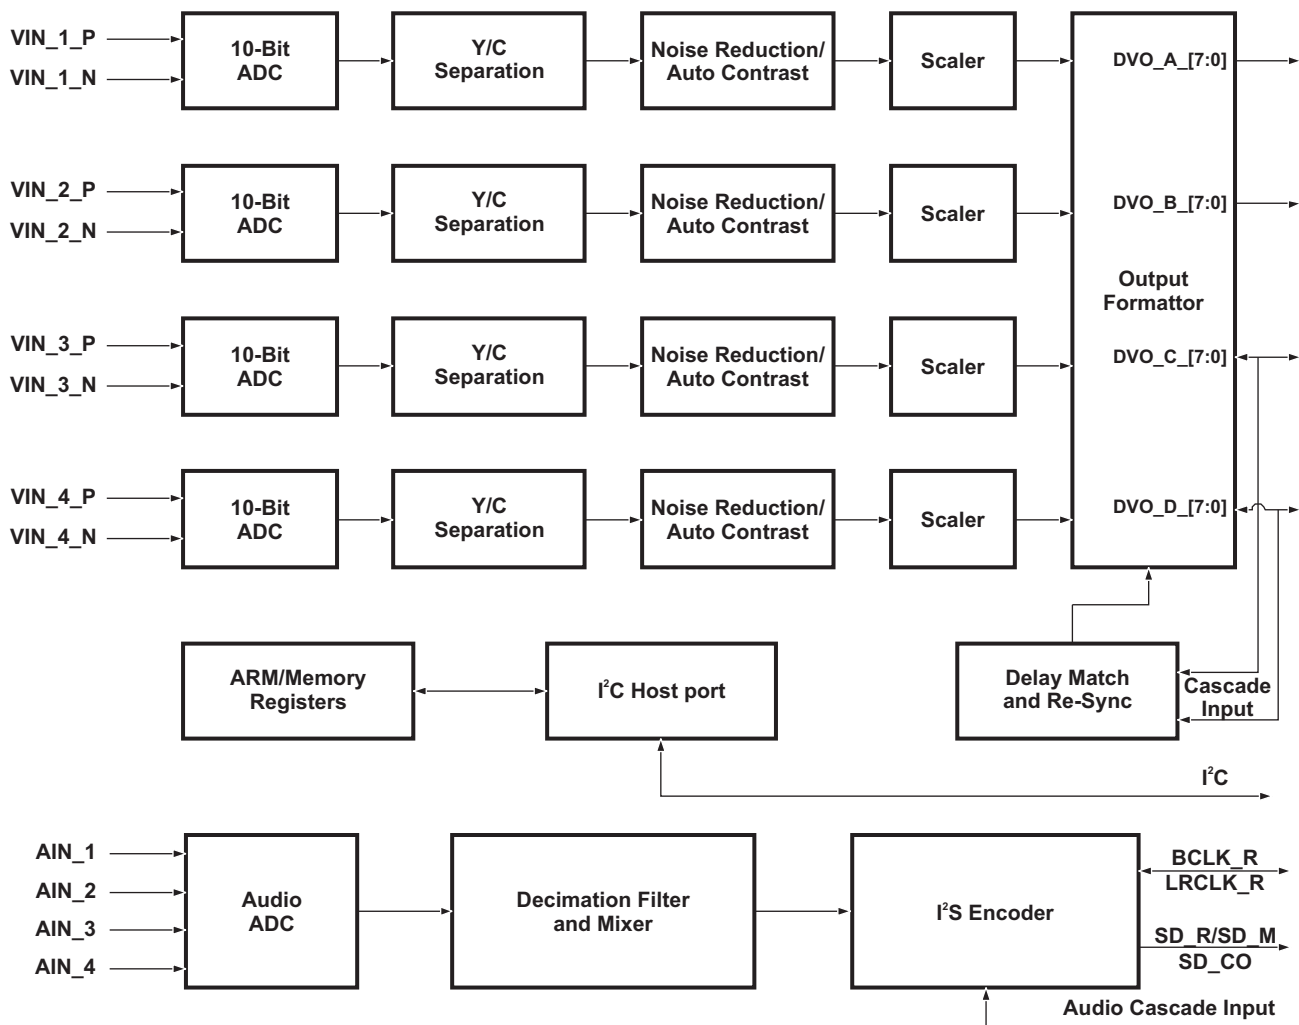 VIN_1_P
VIN_1_N
10-Bit
ADC
Y/C
Separation
Noise Reduction/
Auto Contrast
Scaler
DVO_A_[7:0]
VIN_2_P
VIN_2_N
10-Bit
ADC
Y/C
Separation
Noise Reduction/
Auto Contrast
Scaler
DVO_B_[7:0]
Output
Formattor
VIN_3_P
VIN_3_N
10-Bit
ADC
Y/C
Separation
Noise Reduction/
Auto Contrast
Scaler
DVO_C_[7:0]
VIN_4_P
VIN_4_N
10-Bit
ADC
Y/C
Separation
Noise Reduction/
Auto Contrast
Scaler
DVO_D_[7:0]
ARM/Memory
Registers
I²C Host port
Delay Match
and Re-Sync
Cascade
Input
I²C
AIN_1
AIN_2
AIN_3
AIN_4
Audio
ADC
Decimation Filter
and Mixer
I²S Encoder
BCLK_R
LRCLK_R
SD_R/SD_M
SD_CO
Audio Cascade Input